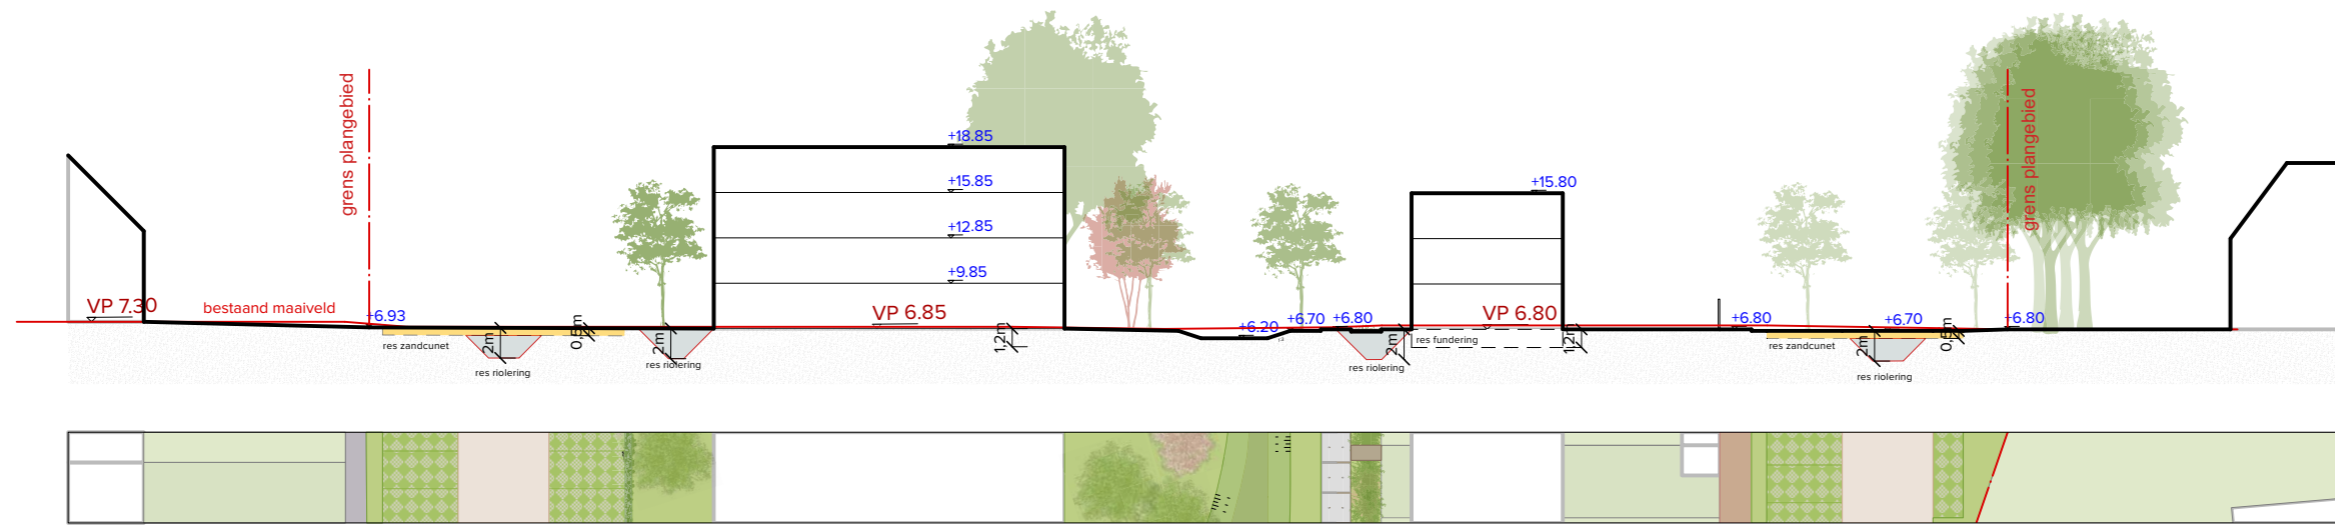 grens plangebied
grens plangebied
+18.85
+15.85
+12.85
+9.85
+15.80
VP 7.30
bestaand maaiveld
+6.93
VP 6.85
+6.20
+6.70
+6.80
VP 6.80
+6.80
+6.70
+6.80
res zandcunet
2m
0,5m
2m
1,2m
2m
res fundering
1,2m
res zandcunet
2m
0,5m
res riolering
res riolering
res riolering
res riolering